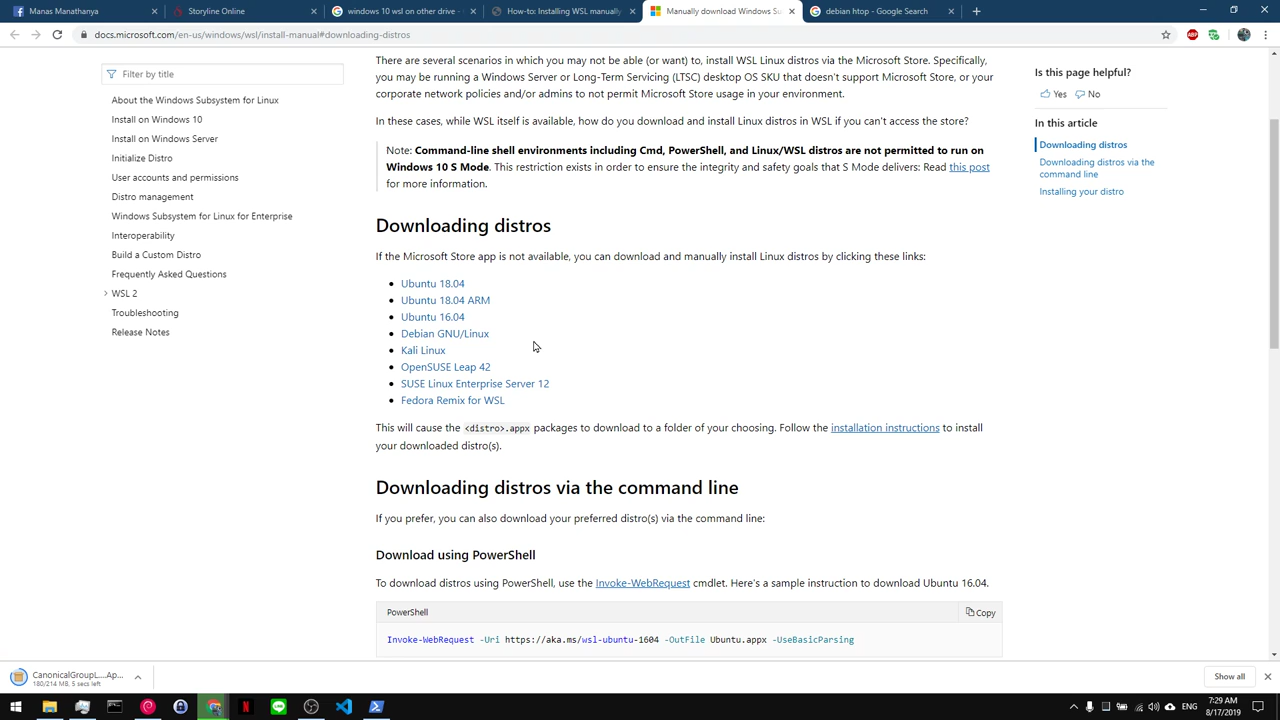 Manas Manathanya
Storyline Online
windows 10 wsl on other drive -
How-to: Installing WSL manually
Manually download Windows Su
debian htop - Google Search
docs.microsoft.com/en-us/windows/wsl/install-manual#downloading-distros
Filter by title
About the Windows Subsystem for Linux
Install on Windows 10
Install on Windows Server
Initialize Distro
User accounts and permissions
Distro management
Windows Subsystem for Linux for Enterprise
Interoperability
Build a Custom Distro
Frequently Asked Questions
WSL 2
Troubleshooting
Release Notes
There are several scenarios in which you may not be able (or want) to, install WSL Linux distros via the Microsoft Store. Specifically,
you may be running a Windows Server or Long-Term Servicing (LTSC) desktop OS SKU that doesn't support Microsoft Store, or your
corporate network policies and/or admins to not permit Microsoft Store usage in your environment.
In these cases, while WSL itself is available, how do you download and install Linux distros in WSL if you can't access the store?
Note: Command-line shell environments including Cmd, PowerShell, and Linux/WSL distros are not permitted to run on
Windows 10 S Mode. This restriction exists in order to ensure the integrity and safety goals that S Mode delivers: Read this post
for more information.
Downloading distros
If the Microsoft Store app is not available, you can download and manually install Linux distros by clicking these links:
Ubuntu 18.04
Ubuntu 18.04 ARM
Ubuntu 16.04
Debian GNU/Linux
Kali Linux
OpenSUSE Leap 42
SUSE Linux Enterprise Server 12
Fedora Remix for WSL
This will cause the <distro>.appx packages to download to a folder of your choosing. Follow the installation instructions to install
your downloaded distro(s).
Downloading distros via the command line
If you prefer, you can also download your preferred distro(s) via the command line:
Download using PowerShell
To download distros using PowerShell, use the Invoke-WebRequest cmdlet. Here's a sample instruction to download Ubuntu 16.04.
PowerShell
Copy
Invoke-WebRequest -Uri https://aka.ms/wsl-ubuntu-1604 -OutFile Ubuntu.appx -UseBasicParsing
Is this page helpful?
Yes
No
In this article
Downloading distros
Downloading distros via the
command line
Installing your distro
CanonicalGroupL....Ap...
180/214 MB, 5 secs left
Show all
ENG
7:29 AM
8/17/2019